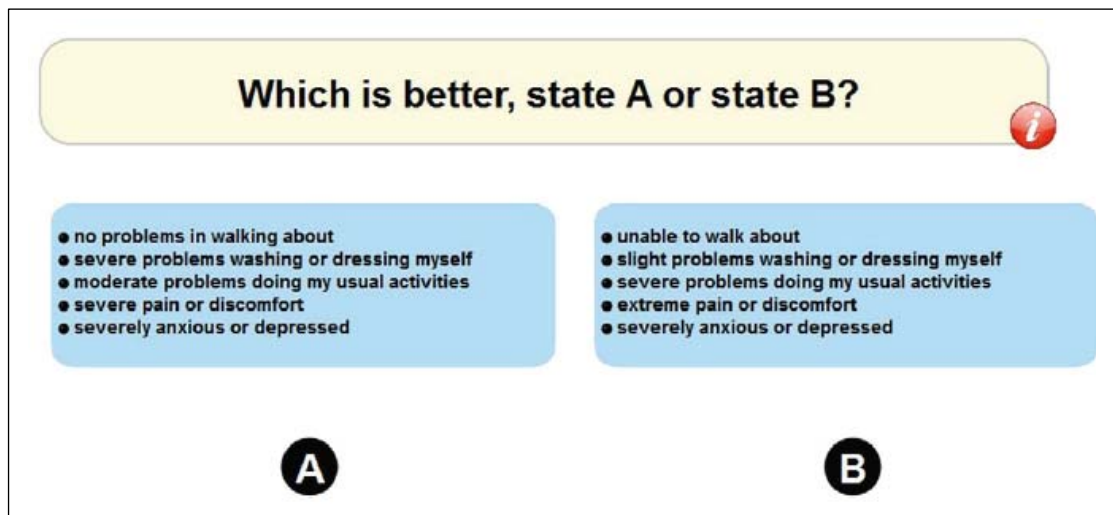 Which is better, state A or state B?
i
● no problems in walking about
● severe problems washing or dressing myself
● moderate problems doing my usual activities
● severe pain or discomfort
● severely anxious or depressed
● unable to walk about
● slight problems washing or dressing myself
● severe problems doing my usual activities
● extreme pain or discomfort
● severely anxious or depressed
A
B